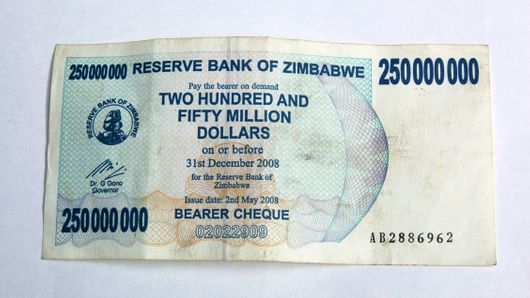 250000000 RESERVE BANK OF ZIMBABWE 250000000
Pay the bearer on demand
TWO HUNDRED AND
FIFTY MILLION
DOLLARS
on or before
31st December 2008
for the Reserve Bank of
Zimbabwe
Issue date: 2nd May 2008
BEARER CHEQUE
02022909
RESERVE BANK OF ZIMBABWE
Dr. G Gono
Governor
250000000
AB2886962